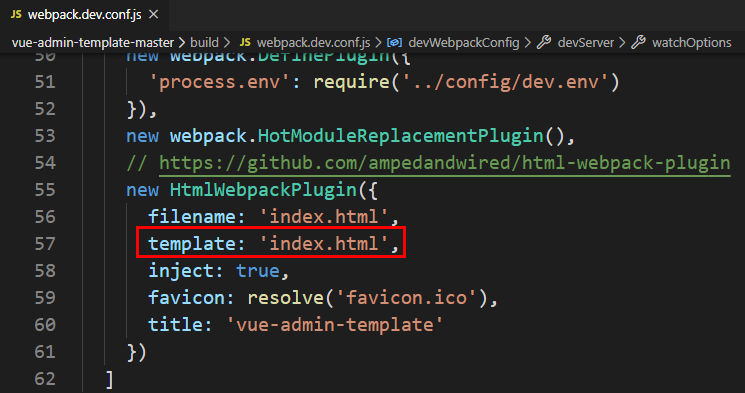 JS webpack.dev.conf.js ×
vue-admin-template-master > build > JS webpack.dev.conf.js > devWebpackConfig > devServer > watchOptions
50 new webpack.DefinePlugin({
51 'process.env': require('../config/dev.env')
52 }),
53 new webpack.HotModuleReplacementPlugin(),
54 // https://github.com/ampedandwired/html-webpack-plugin
55 new HtmlWebpackPlugin({
56 filename: 'index.html',
57 template: 'index.html',
58 inject: true,
59 favicon: resolve('favicon.ico'),
60 title: 'vue-admin-template'
61 })
62 ]